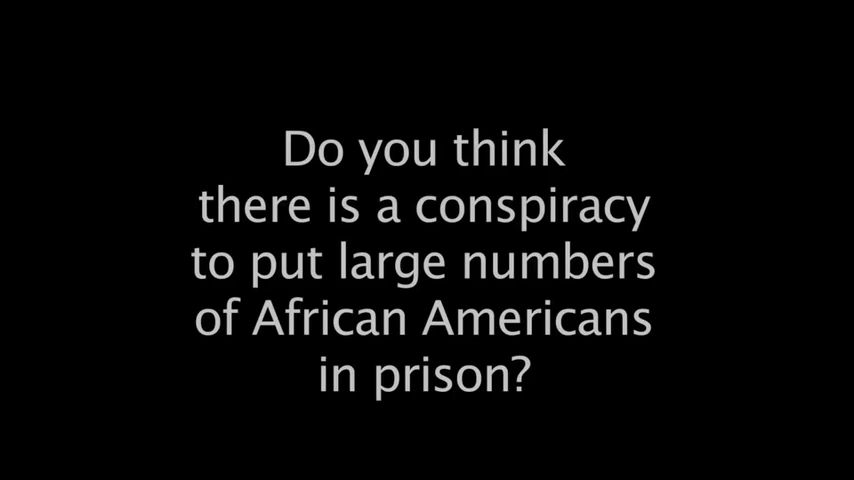 Do you think
there is a conspiracy
to put large numbers
of African Americans
in prison?